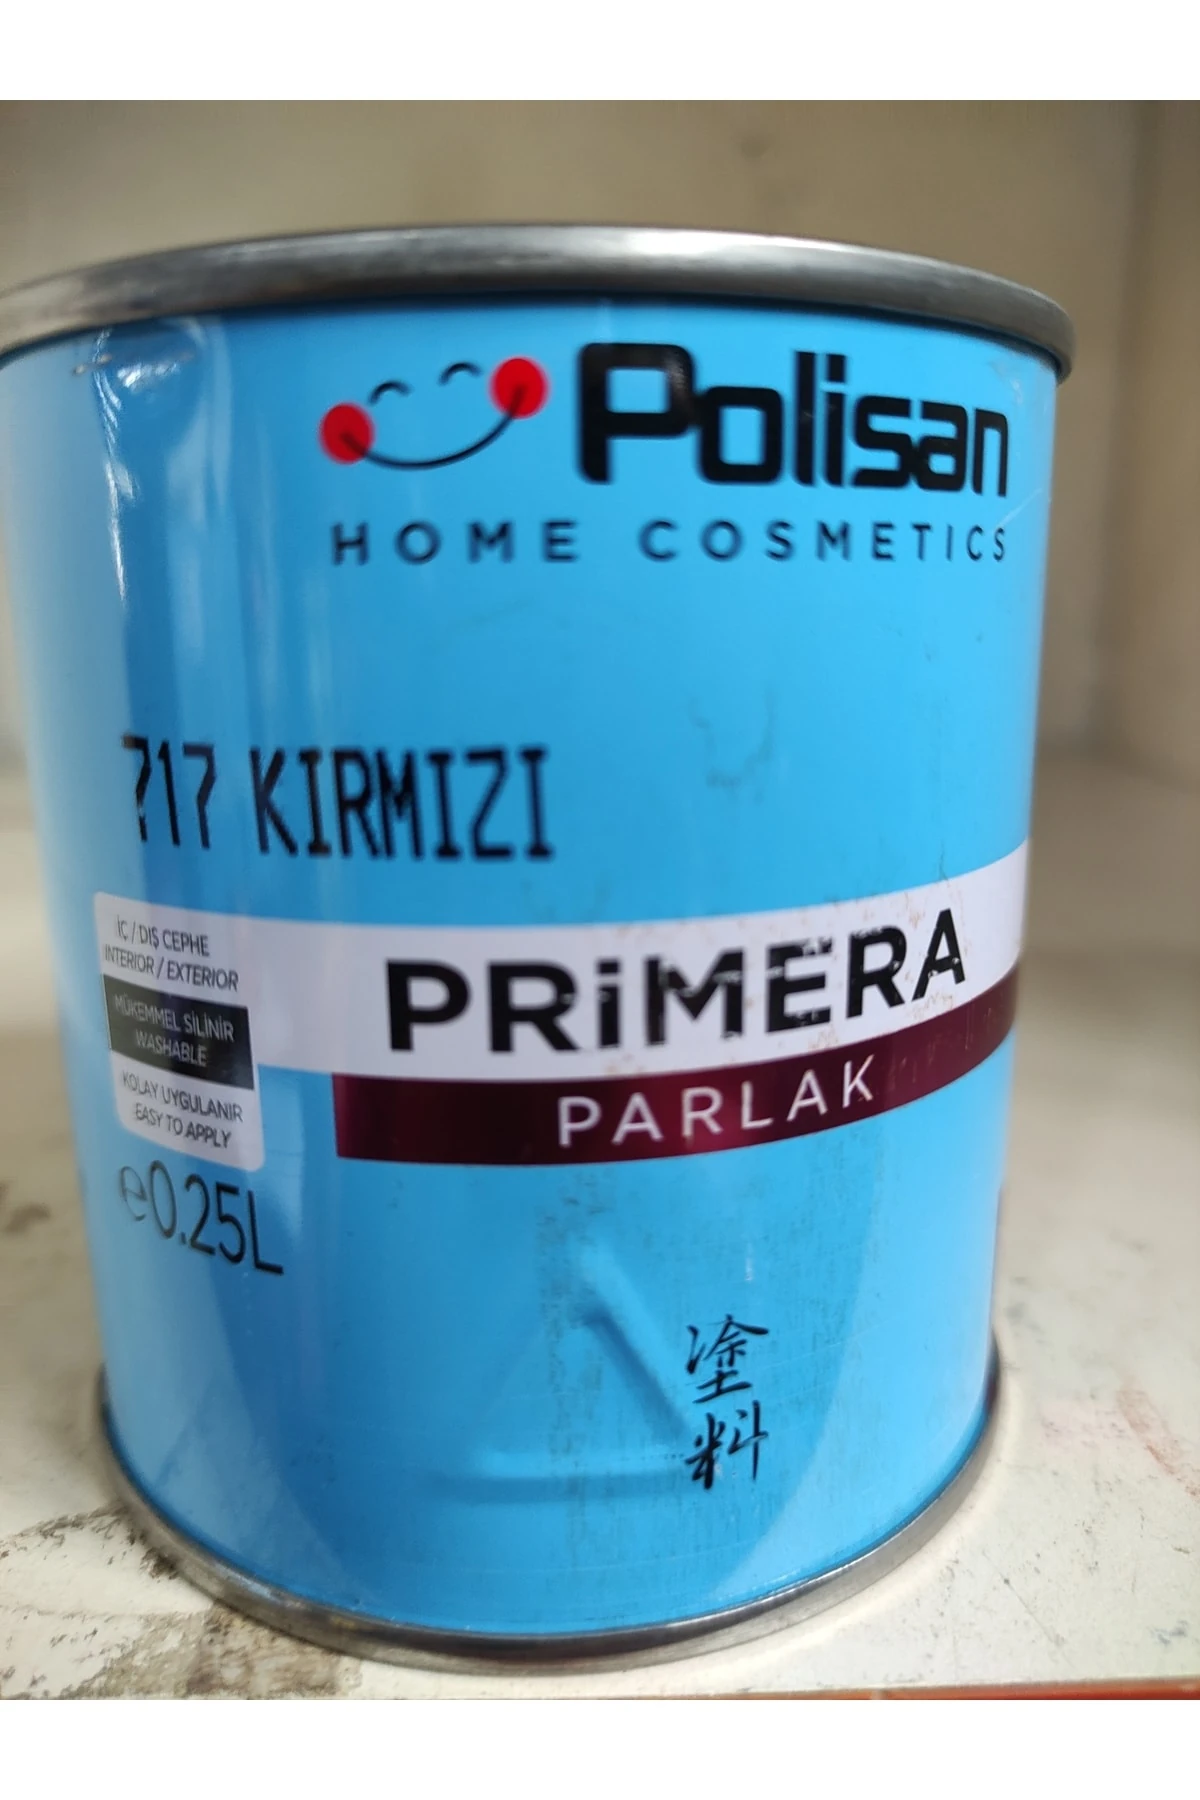 Polisan
HOME COSMETICS
717 KIRMIZI
İÇ / DIŞ CEPHE
INTERIOR / EXTERIOR
MÜKEMMEL SİLİNİR
WASHABLE
KOLAY UYGULANIR
EASY TO APPLY
PRiMERA
PARLAK
℮0.25L
塗
料